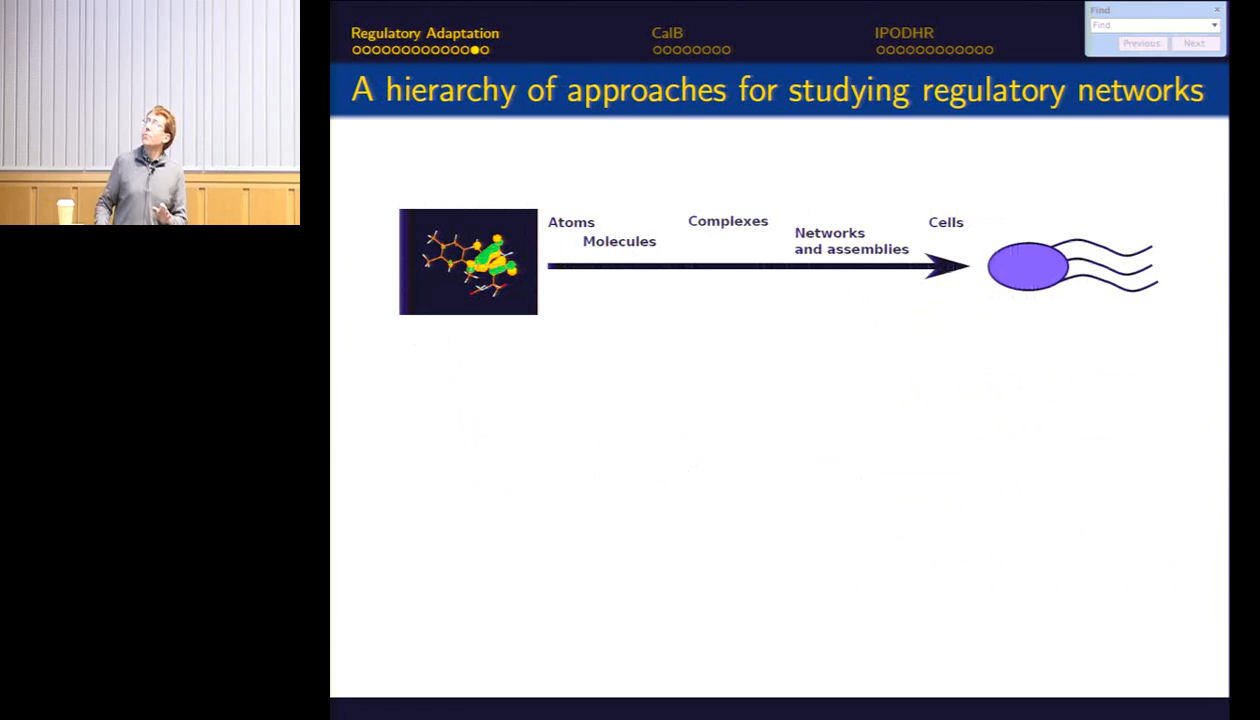 Regulatory Adaptation
CalB
IPODHR
Find
Find
Previous
Next
A hierarchy of approaches for studying regulatory networks
Atoms
Molecules
Complexes
Networks
and assemblies
Cells